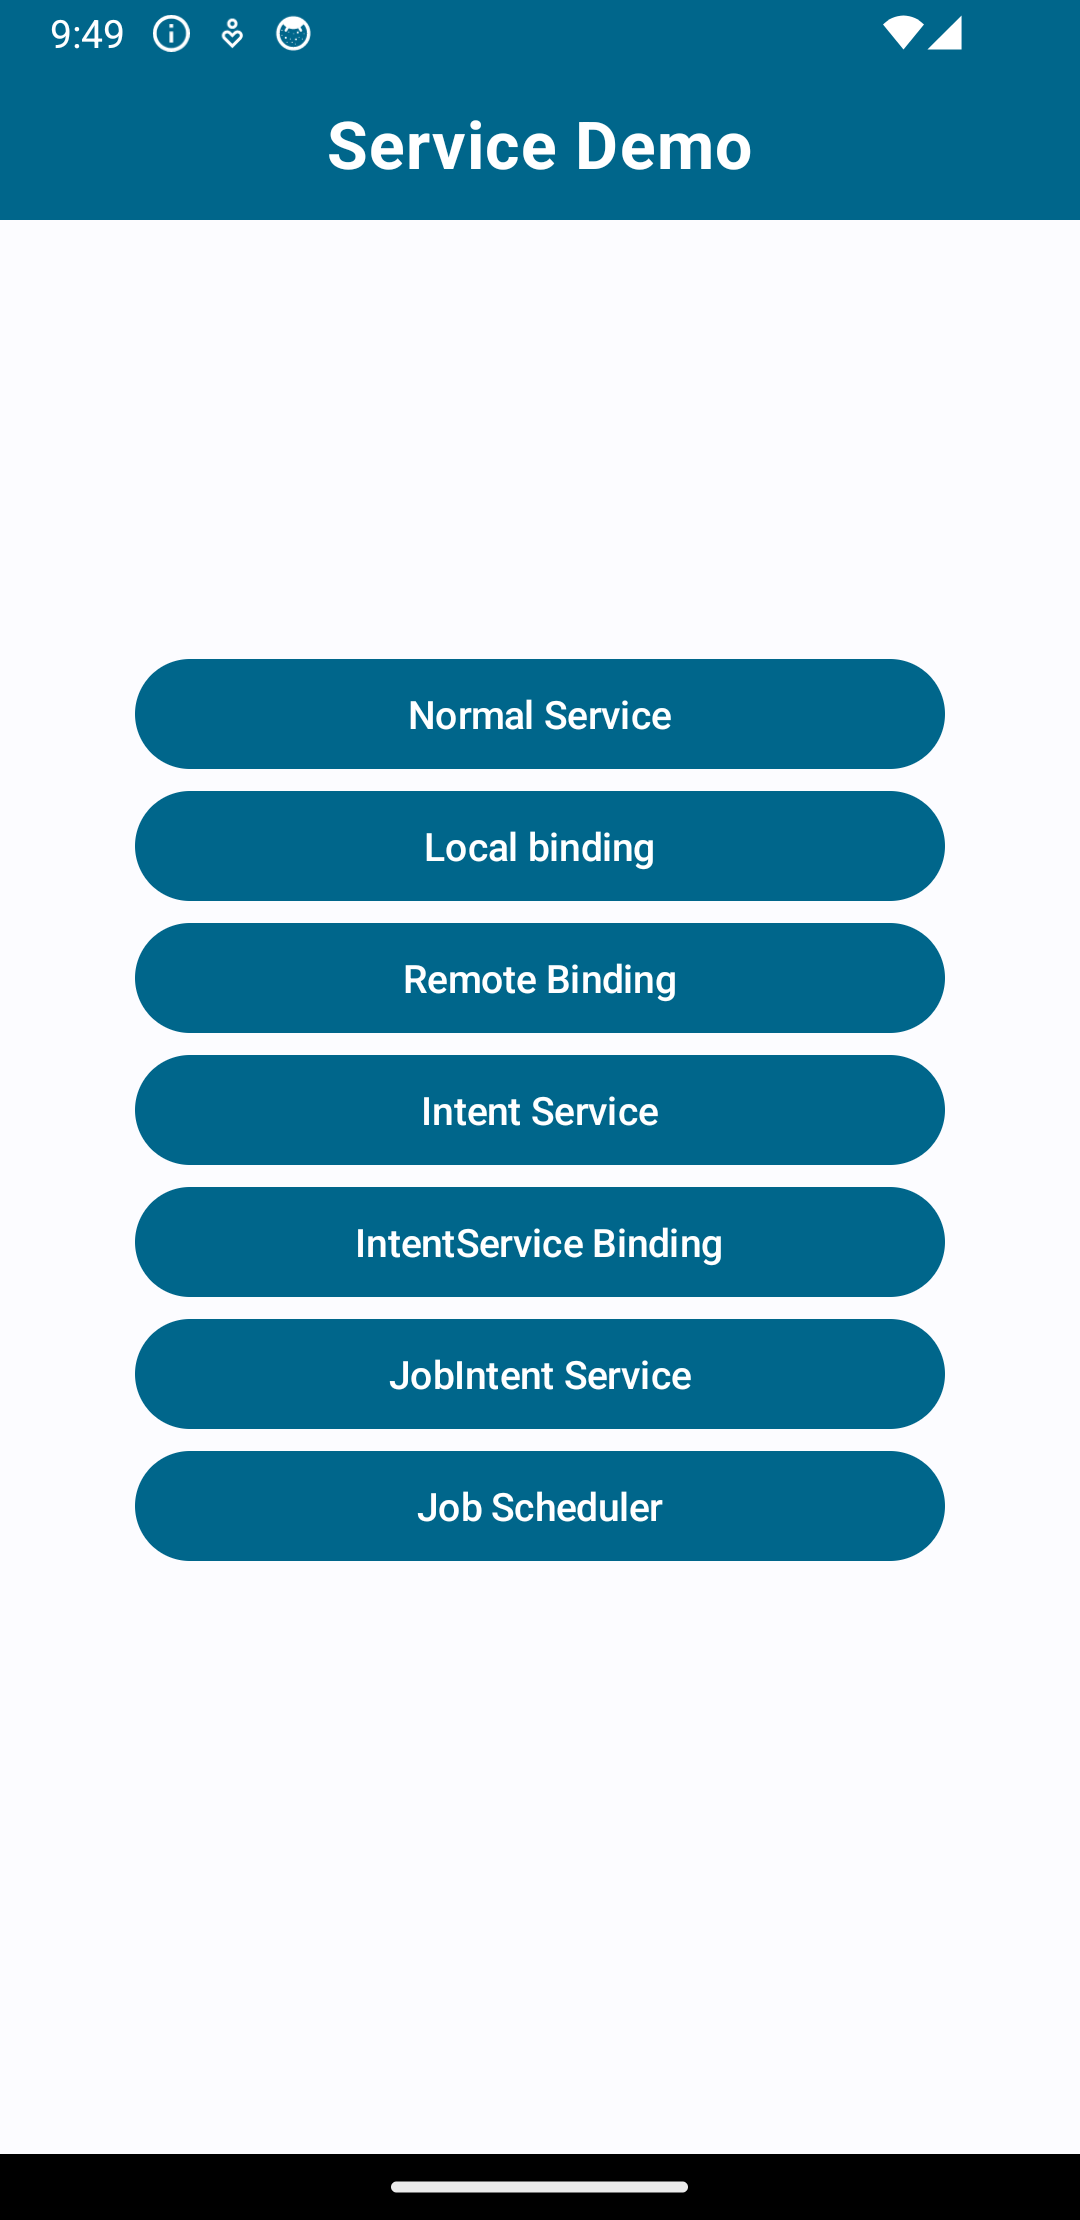 9:49
Service Demo
Normal Service
Local binding
Remote Binding
Intent Service
IntentService Binding
JobIntent Service
Job Scheduler